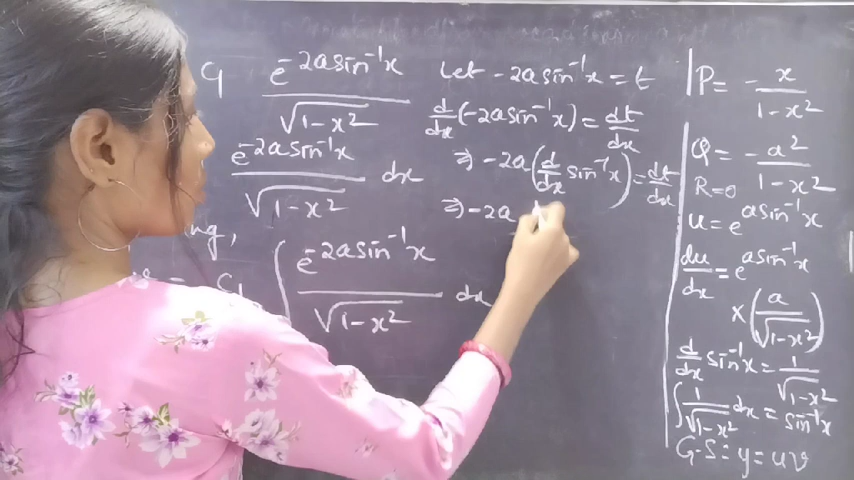 C₁ e^{-2a sin⁻¹x} / √(1-x²)
e^{-2a sin⁻¹x} / √(1-x²) dx
ng,
= C₁ ∫ e^{-2a sin⁻¹x} / √(1-x²) dx
Let -2a sin⁻¹x = t
d/dx (-2a sin⁻¹x) = dt/dx
⇒ -2a (d/dx sin⁻¹x) = dt/dx
⇒ -2a
P = - x / 1-x²
Q = - a² / 1-x²
R = 0
u = e^{a sin⁻¹x}
du/dx = e^{a sin⁻¹x}
× (a / √(1-x²))
d/dx sin⁻¹x = 1 / √(1-x²)
∫ 1/√(1-x²) dx = sin⁻¹x
G.S = y = uv